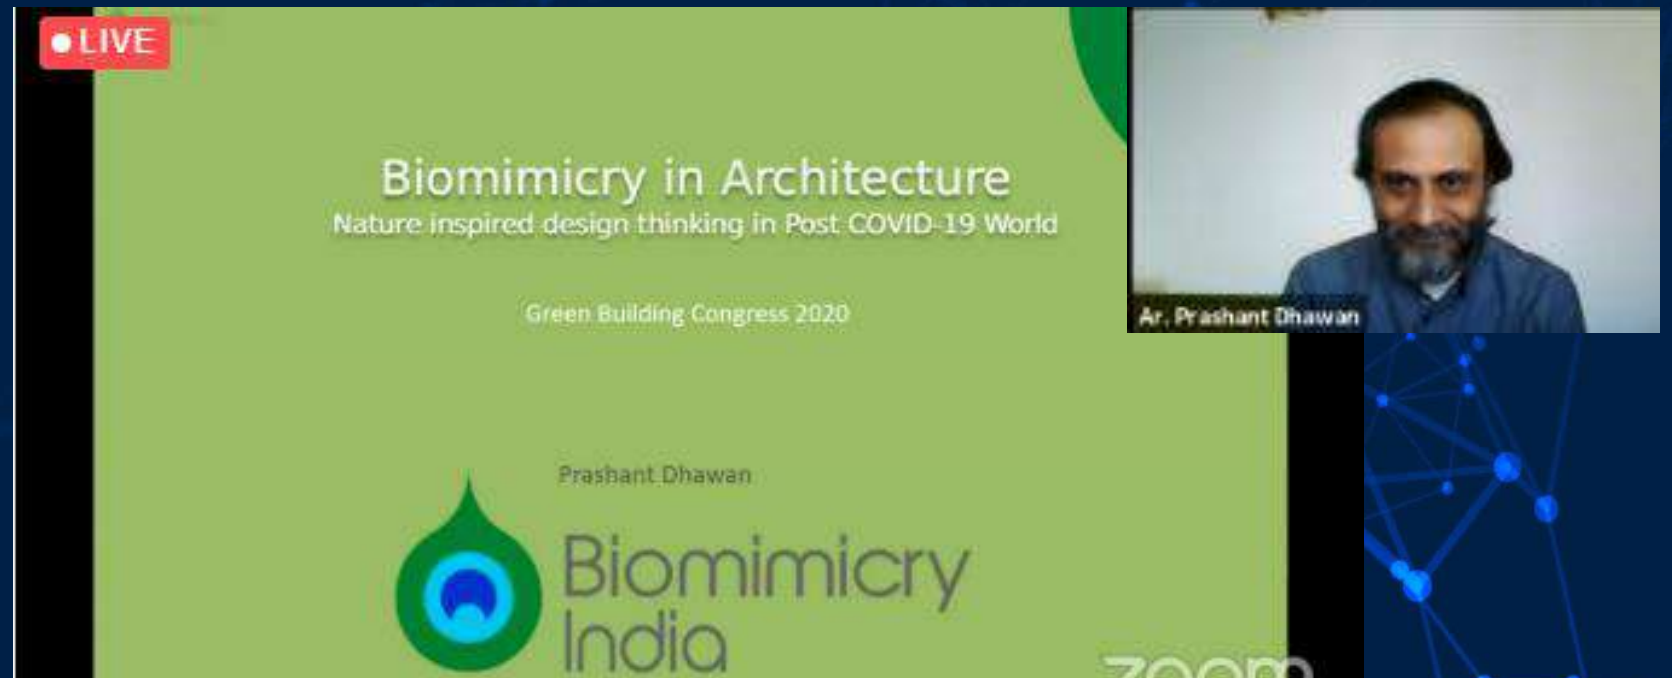 LIVE
Biomimicry in Architecture
Nature inspired design thinking in Post COVID-19 World
Green Building Congress 2020
Ar. Prashant Dhawan
Prashant Dhawan
Biomimicry
India
zoom